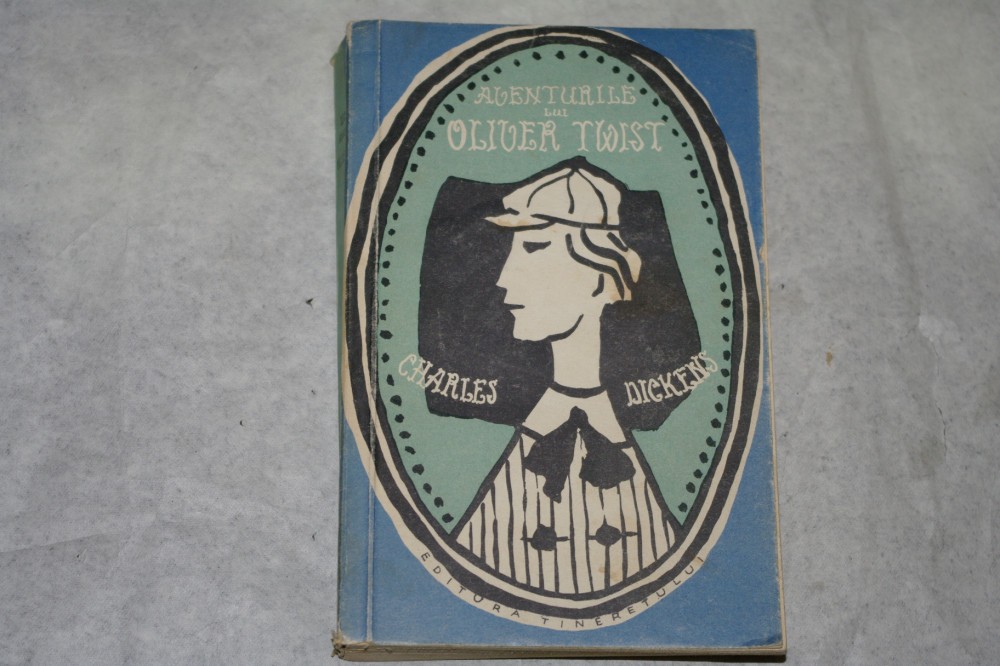 AVENTURILE
LUI
OLIVER TWIST
CHARLES DICKENS
EDITURA TINERETULUI